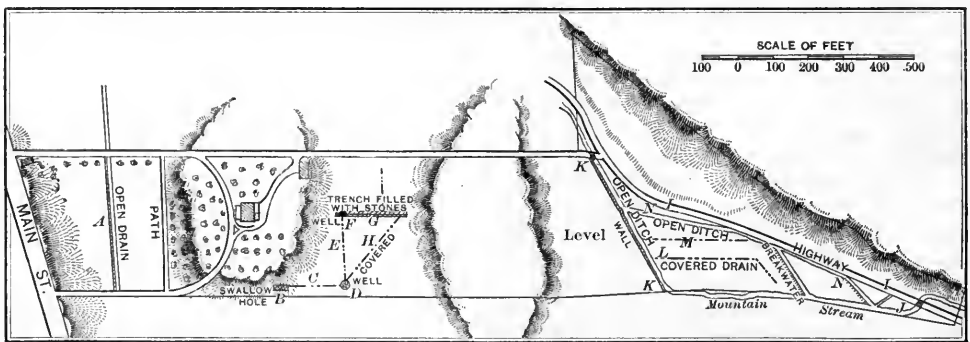 SCALE OF FEET
100 0 100 200 300 400 500
MAIN ST.
A
OPEN DRAIN
PATH
TRENCH FILLED
WITH STONES
WELL
F
G
E
H
COVERED
C
WELL
D
SWALLOW
HOLE
B
K
OPEN DITCH
WALL
Level
I
OPEN DITCH
M
HIGHWAY
L
COVERED DRAIN
BREAKWATER
N
I
J
K
Mountain
Stream